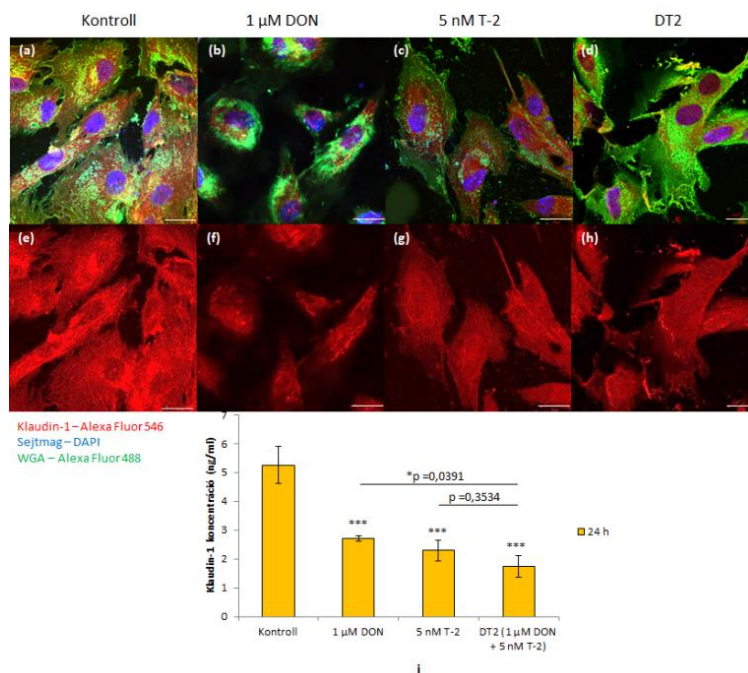 Kontroll 1 µM DON 5 nM T-2 DT2
(a) (b) (c) (d)
(e) (f) (g) (h)
Klaudin-1 – Alexa Fluor 546
Sejtmag – DAPI
WGA – Alexa Fluor 488
Klaudin-1 koncentráció (ng/ml)
7
6
5
4
3
2
1
0
*p =0,0391
p =0,3534
*** *** ***
24 h
Kontroll 1 µM DON 5 nM T-2 DT2 (1 µM DON
+ 5 nM T-2)
i